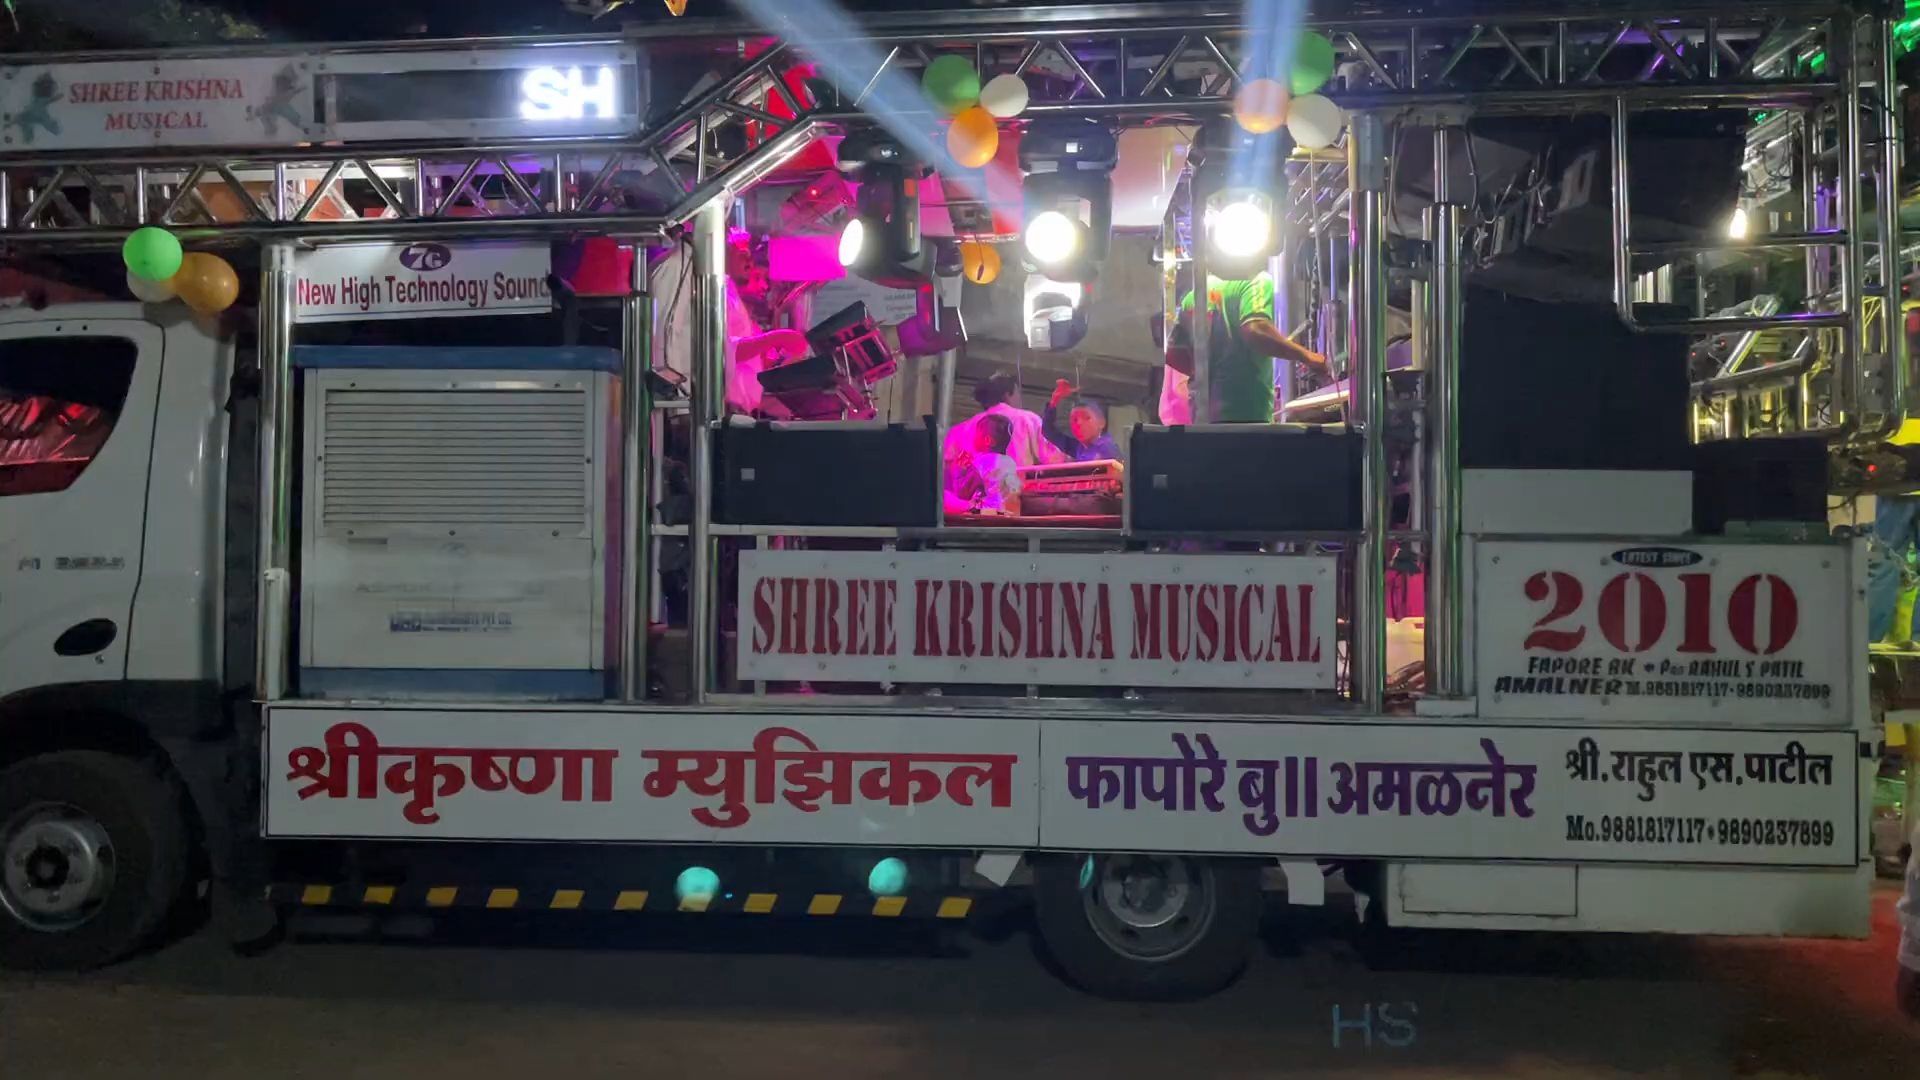 SHREE KRISHNA
MUSICAL
SH
7G
New High Technology Sound
SHREE KRISHNA MUSICAL
2010
FAPORE BK • Pro RAHUL S PATIL
AMALNER M.9881817117•9890237899
श्रीकृष्णा म्युझिकल
फापोरे बु॥ अमळनेर
श्री.राहुल एस.पाटील
Mo.9881817117•9890237899
HS